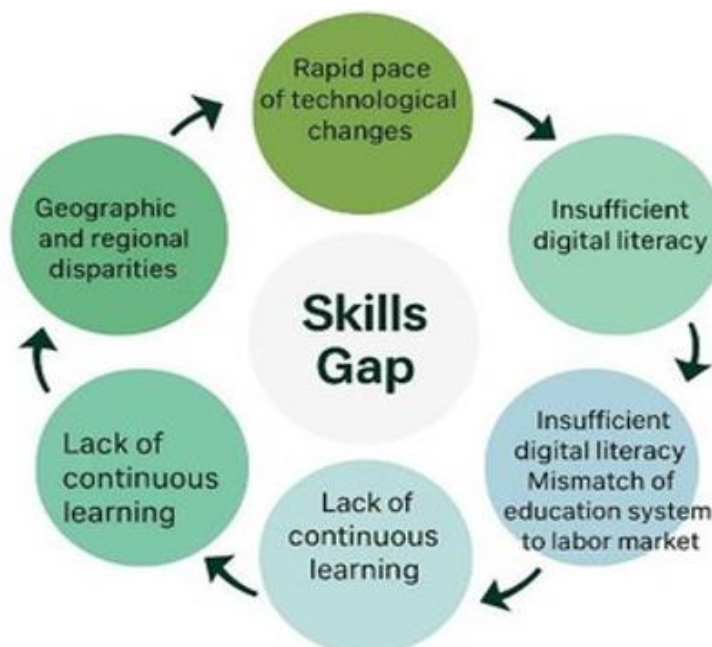 Rapid pace
of technological
changes
Insufficient
digital literacy
Insufficient
digital literacy
Mismatch of
education system
to labor market
Lack of
continuous
learning
Lack of
continuous
learning
Geographic
and regional
disparities
Skills
Gap